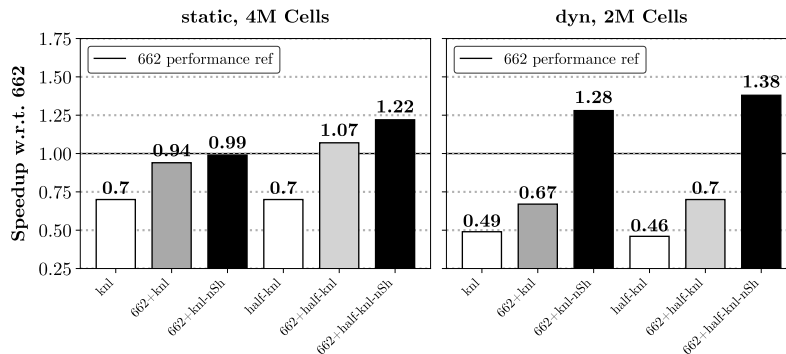 static, 4M Cells
dyn, 2M Cells
Speedup w.r.t. 662
1.75
1.50
1.25
1.00
0.75
0.50
0.25
662 performance ref
0.7
0.94
0.99
0.7
1.07
1.22
knl
662+knl
662+knl-nSh
half-knl
662+half-knl
662+half-knl-nSh
662 performance ref
0.49
0.67
1.28
0.46
0.7
1.38
knl
662+knl
662+knl-nSh
half-knl
662+half-knl
662+half-knl-nSh